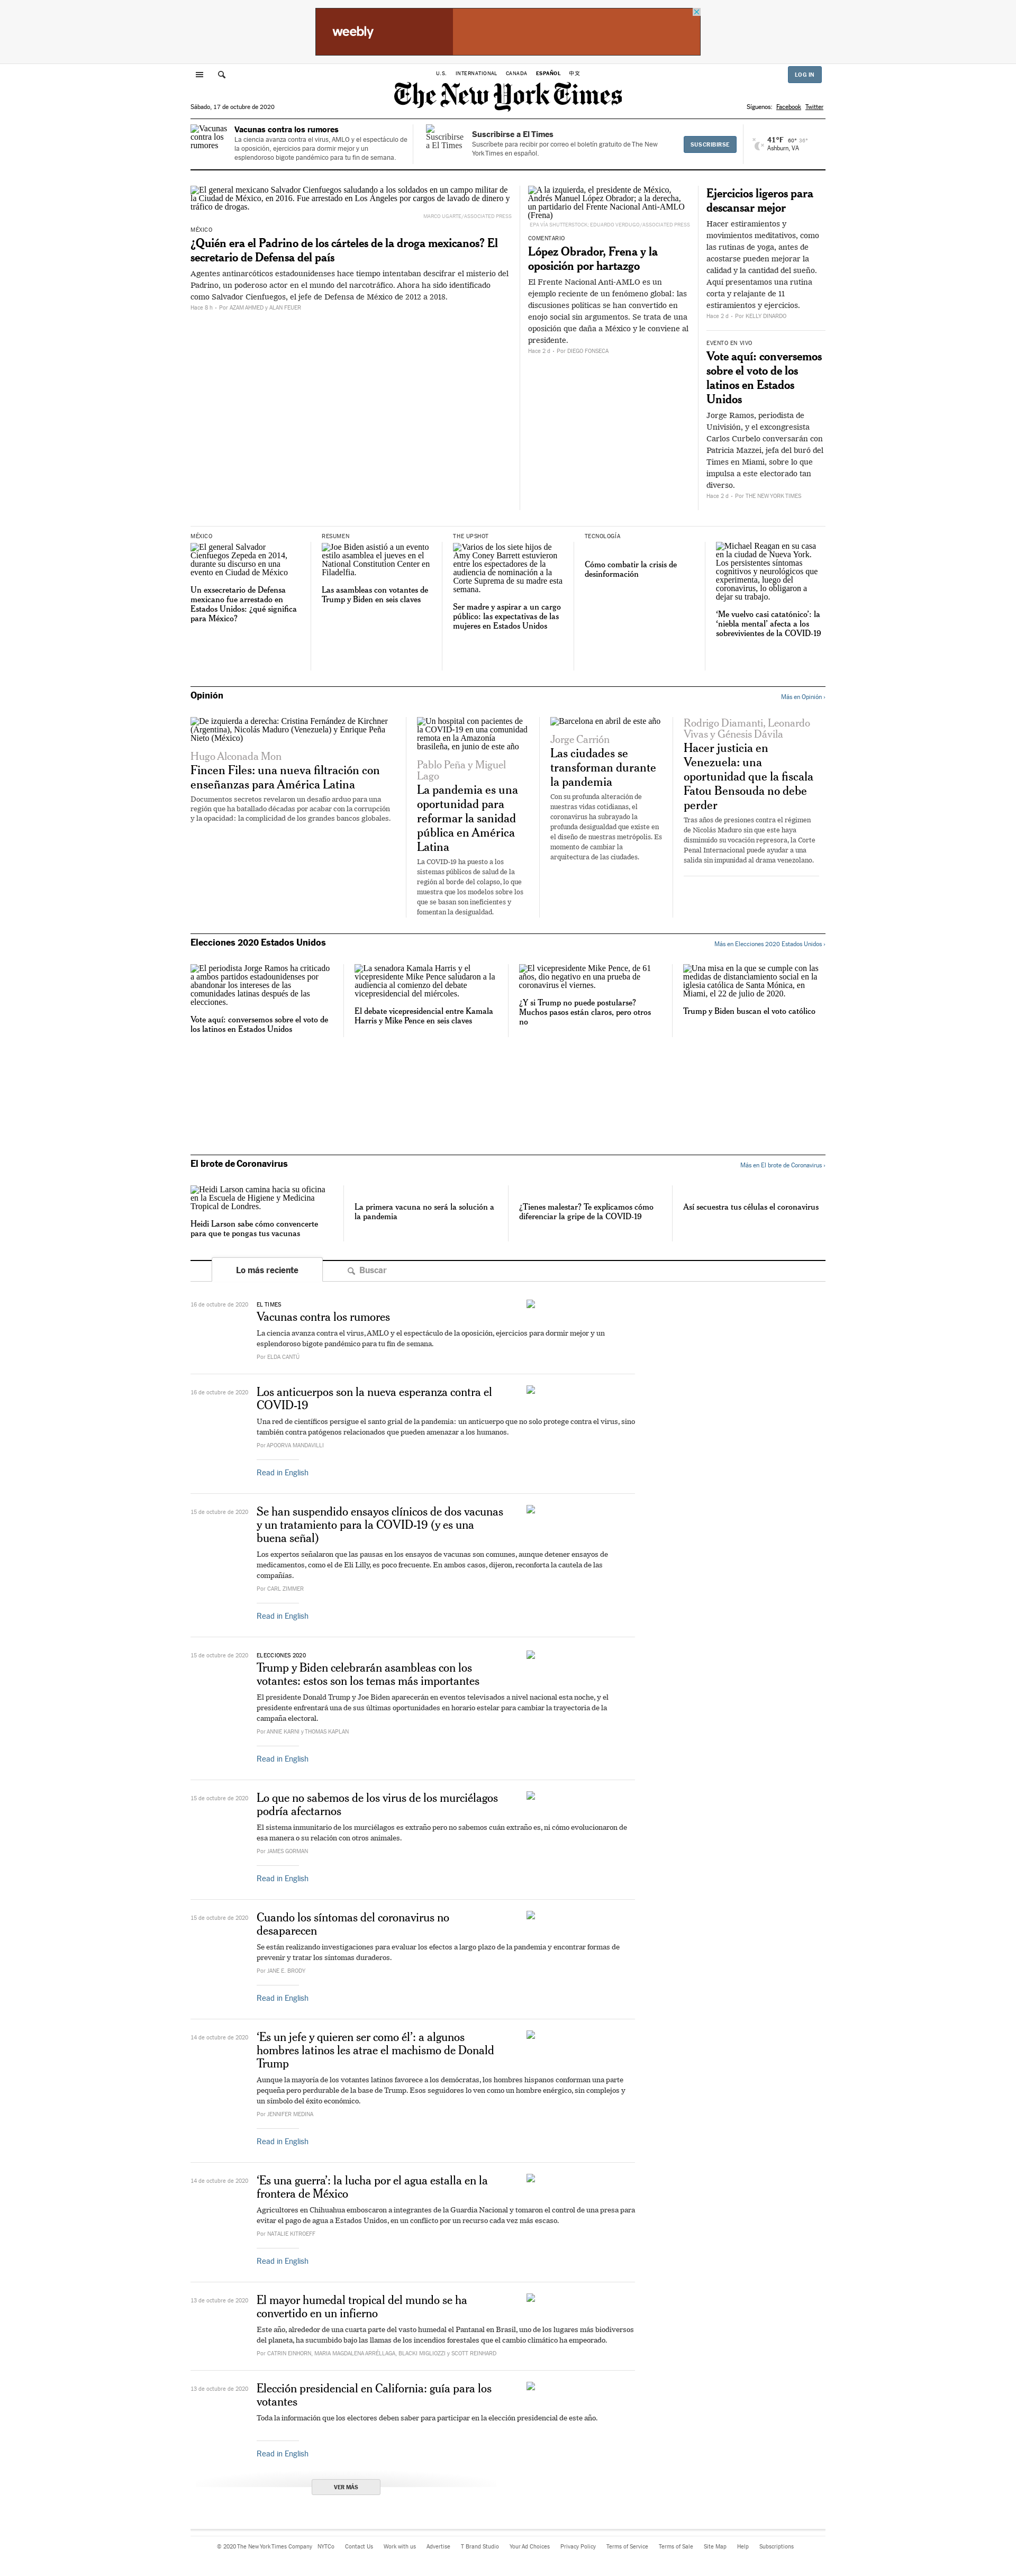 weebly
U.S. INTERNATIONAL CANADA ESPAÑOL 中文
LOG IN
The New York Times
Sábado, 17 de octubre de 2020
Síguenos: Facebook Twitter
Vacunas contra los rumores
Vacunas contra los rumores
La ciencia avanza contra el virus, AMLO y el espectáculo de
la oposición, ejercicios para dormir mejor y un
esplendoroso bigote pandémico para tu fin de semana.
Suscribirse a El Times
Suscribirse a El Times
Suscríbete para recibir por correo el boletín gratuito de The New
York Times en español.
SUSCRIBIRSE
41°F 60° 38°
Ashburn, VA
El general mexicano Salvador Cienfuegos saludando a los soldados en un campo militar de
la Ciudad de México, en 2016. Fue arrestado en Los Ángeles por cargos de lavado de dinero y
tráfico de drogas.
MARCO UGARTE/ASSOCIATED PRESS
MÉXICO
¿Quién era el Padrino de los cárteles de la droga mexicanos? El
secretario de Defensa del país
Agentes antinarcóticos estadounidenses hace tiempo intentaban descifrar el misterio del
Padrino, un poderoso actor en el mundo del narcotráfico. Ahora ha sido identificado
como Salvador Cienfuegos, el jefe de Defensa de México de 2012 a 2018.
Hace 8 h - Por AZAM AHMED y ALAN FEUER
A la izquierda, el presidente de México,
Andrés Manuel López Obrador; a la derecha,
un partidario del Frente Nacional Anti-AMLO
(Frena)
EPA VÍA SHUTTERSTOCK; EDUARDO VERDUGO/ASSOCIATED PRESS
COMENTARIO
López Obrador, Frena y la
oposición por hartazgo
El Frente Nacional Anti-AMLO es un
ejemplo reciente de un fenómeno global: las
discusiones políticas se han convertido en
enojo social sin argumentos. Se trata de una
oposición que daña a México y le conviene al
presidente.
Hace 2 d - Por DIEGO FONSECA
Ejercicios ligeros para
descansar mejor
Hacer estiramientos y
movimientos meditativos, como
las rutinas de yoga, antes de
acostarse pueden mejorar la
calidad y la cantidad del sueño.
Aquí presentamos una rutina
corta y relajante de 11
estiramientos y ejercicios.
Hace 2 d - Por KELLY DINARDO
EVENTO EN VIVO
Vote aquí: conversemos
sobre el voto de los
latinos en Estados
Unidos
Jorge Ramos, periodista de
Univisión, y el excongresista
Carlos Curbelo conversarán con
Patricia Mazzei, jefa del buró del
Times en Miami, sobre lo que
impulsa a este electorado tan
diverso.
Hace 2 d - Por THE NEW YORK TIMES
MÉXICO
El general Salvador
Cienfuegos Zepeda en 2014,
durante su discurso en una
evento en Ciudad de México
Un exsecretario de Defensa
mexicano fue arrestado en
Estados Unidos: ¿qué significa
para México?
RESUMEN
Joe Biden asistió a un evento
estilo asamblea el jueves en el
National Constitution Center en
Filadelfia.
Las asambleas con votantes de
Trump y Biden en seis claves
THE UPSHOT
Varios de los siete hijos de
Amy Coney Barrett estuvieron
entre los espectadores de la
audiencia de nominación a la
Corte Suprema de su madre esta
semana.
Ser madre y aspirar a un cargo
público: las expectativas de las
mujeres en Estados Unidos
TECNOLOGÍA
Cómo combatir la crisis de
desinformación
Michael Reagan en su casa
en la ciudad de Nueva York.
Los persistentes síntomas
cognitivos y neurológicos que
experimenta, luego del
coronavirus, lo obligaron a
dejar su trabajo.
‘Me vuelvo casi catatónico’: la
‘niebla mental’ afecta a los
sobrevivientes de la COVID-19
Opinión
Más en Opinión ›
De izquierda a derecha: Cristina Fernández de Kirchner
(Argentina), Nicolás Maduro (Venezuela) y Enrique Peña
Nieto (México)
Hugo Alconada Mon
Fincen Files: una nueva filtración con
enseñanzas para América Latina
Documentos secretos revelaron un desafío arduo para una
región que ha batallado décadas por acabar con la corrupción
y la opacidad: la complicidad de los grandes bancos globales.
Un hospital con pacientes de
la COVID-19 en una comunidad
remota en la Amazonia
brasileña, en junio de este año
Pablo Peña y Miguel
Lago
La pandemia es una
oportunidad para
reformar la sanidad
pública en América
Latina
La COVID-19 ha puesto a los
sistemas públicos de salud de la
región al borde del colapso, lo que
muestra que los modelos sobre los
que se basan son ineficientes y
fomentan la desigualdad.
Barcelona en abril de este año
Jorge Carrión
Las ciudades se
transforman durante
la pandemia
Con su profunda alteración de
nuestras vidas cotidianas, el
coronavirus ha subrayado la
profunda desigualdad que existe en
el diseño de nuestras metrópolis. Es
momento de cambiar la
arquitectura de las ciudades.
Rodrigo Diamanti, Leonardo
Vivas y Génesis Dávila
Hacer justicia en
Venezuela: una
oportunidad que la fiscala
Fatou Bensouda no debe
perder
Tras años de presiones contra el régimen
de Nicolás Maduro sin que este haya
disminuido su vocación represora, la Corte
Penal Internacional puede ayudar a una
salida sin impunidad al drama venezolano.
Elecciones 2020 Estados Unidos
Más en Elecciones 2020 Estados Unidos ›
El periodista Jorge Ramos ha criticado
a ambos partidos estadounidenses por
abandonar los intereses de las
comunidades latinas después de las
elecciones.
Vote aquí: conversemos sobre el voto de
los latinos en Estados Unidos
La senadora Kamala Harris y el
vicepresidente Mike Pence saludaron a la
audiencia al comienzo del debate
vicepresidencial del miércoles.
El debate vicepresidencial entre Kamala
Harris y Mike Pence en seis claves
El vicepresidente Mike Pence, de 61
años, dio negativo en una prueba de
coronavirus el viernes.
¿Y si Trump no puede postularse?
Muchos pasos están claros, pero otros
no
Una misa en la que se cumple con las
medidas de distanciamiento social en la
iglesia católica de Santa Mónica, en
Miami, el 22 de julio de 2020.
Trump y Biden buscan el voto católico
El brote de Coronavirus
Más en El brote de Coronavirus ›
Heidi Larson camina hacia su oficina
en la Escuela de Higiene y Medicina
Tropical de Londres.
Heidi Larson sabe cómo convencerte
para que te pongas tus vacunas
La primera vacuna no será la solución a
la pandemia
¿Tienes malestar? Te explicamos cómo
diferenciar la gripe de la COVID-19
Así secuestra tus células el coronavirus
Lo más reciente
Buscar
16 de octubre de 2020
EL TIMES
Vacunas contra los rumores
La ciencia avanza contra el virus, AMLO y el espectáculo de la oposición, ejercicios para dormir mejor y un
esplendoroso bigote pandémico para tu fin de semana.
Por ELDA CANTÚ
16 de octubre de 2020
Los anticuerpos son la nueva esperanza contra el
COVID-19
Una red de científicos persigue el santo grial de la pandemia: un anticuerpo que no solo protege contra el virus, sino
también contra patógenos relacionados que pueden amenazar a los humanos.
Por APOORVA MANDAVILLI
Read in English
15 de octubre de 2020
Se han suspendido ensayos clínicos de dos vacunas
y un tratamiento para la COVID-19 (y es una
buena señal)
Los expertos señalaron que las pausas en los ensayos de vacunas son comunes, aunque detener ensayos de
medicamentos, como el de Eli Lilly, es poco frecuente. En ambos casos, dijeron, reconforta la cautela de las
compañías.
Por CARL ZIMMER
Read in English
15 de octubre de 2020
ELECCIONES 2020
Trump y Biden celebrarán asambleas con los
votantes: estos son los temas más importantes
El presidente Donald Trump y Joe Biden aparecerán en eventos televisados a nivel nacional esta noche, y el
presidente enfrentará una de sus últimas oportunidades en horario estelar para cambiar la trayectoria de la
campaña electoral.
Por ANNIE KARNI y THOMAS KAPLAN
Read in English
15 de octubre de 2020
Lo que no sabemos de los virus de los murciélagos
podría afectarnos
El sistema inmunitario de los murciélagos es extraño pero no sabemos cuán extraño es, ni cómo evolucionaron de
esa manera o su relación con otros animales.
Por JAMES GORMAN
Read in English
15 de octubre de 2020
Cuando los síntomas del coronavirus no
desaparecen
Se están realizando investigaciones para evaluar los efectos a largo plazo de la pandemia y encontrar formas de
prevenir y tratar los síntomas duraderos.
Por JANE E. BRODY
Read in English
14 de octubre de 2020
‘Es un jefe y quieren ser como él’: a algunos
hombres latinos les atrae el machismo de Donald
Trump
Aunque la mayoría de los votantes latinos favorece a los demócratas, los hombres hispanos conforman una parte
pequeña pero perdurable de la base de Trump. Esos seguidores lo ven como un hombre enérgico, sin complejos y
un símbolo del éxito económico.
Por JENNIFER MEDINA
Read in English
14 de octubre de 2020
‘Es una guerra’: la lucha por el agua estalla en la
frontera de México
Agricultores en Chihuahua emboscaron a integrantes de la Guardia Nacional y tomaron el control de una presa para
evitar el pago de agua a Estados Unidos, en un conflicto por un recurso cada vez más escaso.
Por NATALIE KITROEFF
Read in English
13 de octubre de 2020
El mayor humedal tropical del mundo se ha
convertido en un infierno
Este año, alrededor de una cuarta parte del vasto humedal el Pantanal en Brasil, uno de los lugares más biodiversos
del planeta, ha sucumbido bajo las llamas de los incendios forestales que el cambio climático ha empeorado.
Por CATRIN EINHORN, MARIA MAGDALENA ARRÉLLAGA, BLACKI MIGLIOZZI y SCOTT REINHARD
13 de octubre de 2020
Elección presidencial en California: guía para los
votantes
Toda la información que los electores deben saber para participar en la elección presidencial de este año.
Read in English
VER MÁS
© 2020 The New York Times Company NYTCo Contact Us Work with us Advertise T Brand Studio Your Ad Choices Privacy Policy Terms of Service Terms of Sale Site Map Help Subscriptions